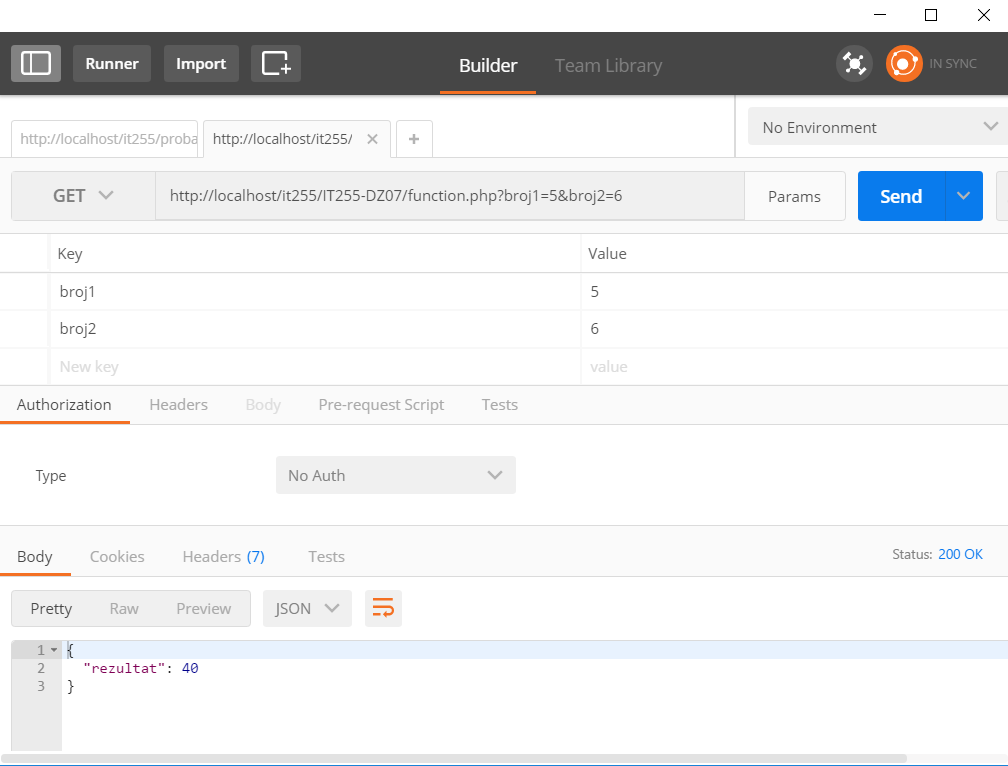 Runner Import Builder Team Library IN SYNC
http://localhost/it255/proba http://localhost/it255/ No Environment
GET http://localhost/it255/IT255-DZ07/function.php?broj1=5&broj2=6 Params Send
Key Value
broj1 5
broj2 6
New key value
Authorization Headers Body Pre-request Script Tests
Type No Auth
Body Cookies Headers (7) Tests Status: 200 OK
Pretty Raw Preview JSON
1 {
2 "rezultat": 40
3 }